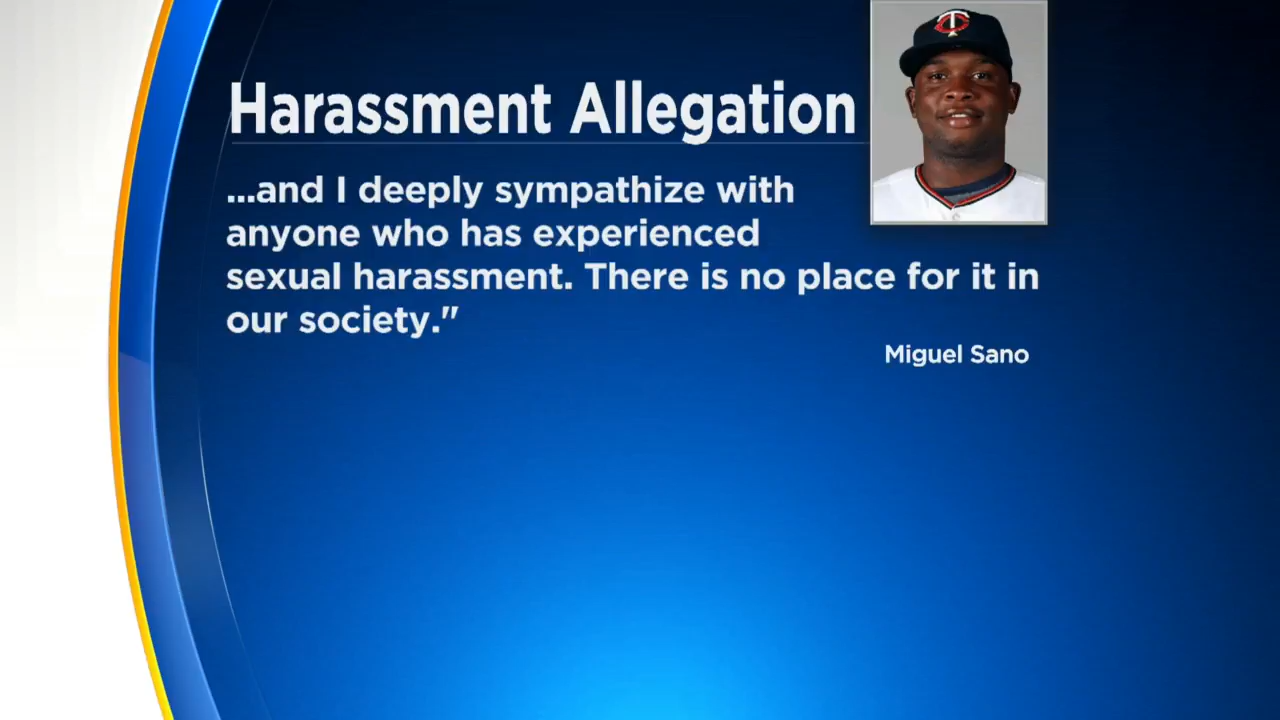 Harassment Allegation
...and I deeply sympathize with
anyone who has experienced
sexual harassment. There is no place for it in
our society."
Miguel Sano
TC